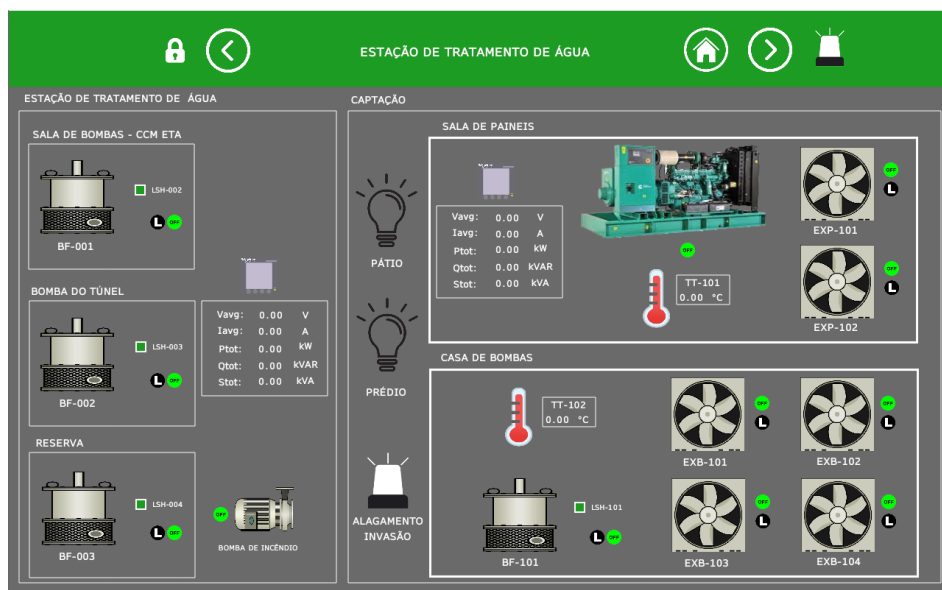 ESTAÇÃO DE TRATAMENTO DE ÁGUA
ESTAÇÃO DE TRATAMENTO DE ÁGUA
SALA DE BOMBAS - CCM ETA
LSH-002
L OFF
BF-001
BOMBA DO TÚNEL
LSH-003
L OFF
BF-002
Vavg: 0.00 V
Iavg: 0.00 A
Ptot: 0.00 kW
Qtot: 0.00 kVAR
Stot: 0.00 kVA
RESERVA
LSH-004
L OFF
BF-003
OFF
BOMBA DE INCÊNDIO
CAPTAÇÃO
PÁTIO
PRÉDIO
ALAGAMENTO
INVASÃO
SALA DE PAINEIS
Vavg: 0.00 V
Iavg: 0.00 A
Ptot: 0.00 kW
Qtot: 0.00 kVAR
Stot: 0.00 kVA
OFF
TT-101
0.00 °C
OFF
L
EXP-101
OFF
L
EXP-102
CASA DE BOMBAS
TT-102
0.00 °C
LSH-101
L OFF
BF-101
OFF
L
EXB-101
OFF
L
EXB-102
OFF
L
EXB-103
OFF
L
EXB-104